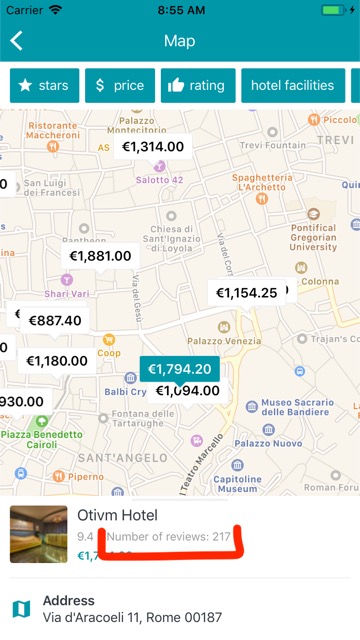 Carrier 8:55 AM
Map
stars $ price rating hotel facilities
Ristorante
Maccheroni
Palazzo
Montecitorio
Piccolo
AS
€1,314.00
Trevi Fountain
TREVI
Salotto 42
San Luigi
dei Francesi
Spaghetteria
L'Archetto
Chiesa di
Sant'Ignazio
di Loyola
Pantheon
Pontifical
Gregorian
University
€1,881.00
Via del Cor
Colonna
Shari Vari
€1,154.25
Via del Gesù
€887.40
Coop
Palazzo Venezia
Trajan's Co
€1,180.00
€1,794.20
Balbi Cry
€1,094.00
930.00
Museo Sacrario
delle Bandiere
Fontana delle
Tartarughe
Piazza Benedetto
Cairoli
Palazzo Nuovo
SANT'ANGELO
Teatro Marcello
Piperno
Capitoline
Museum
Roman Foru
Otivm Hotel
9.4 Number of reviews: 217
Address
Via d'Aracoeli 11, Rome 00187